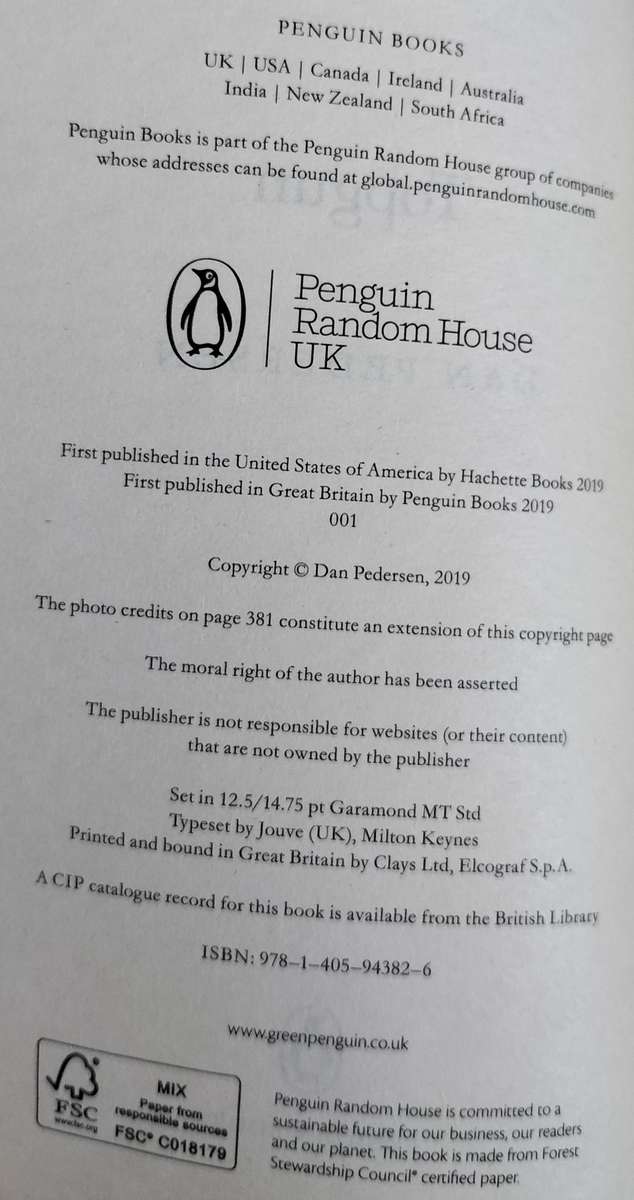 PENGUIN BOOKS
UK | USA | Canada | Ireland | Australia
India | New Zealand | South Africa
Penguin Books is part of the Penguin Random House group of companies
whose addresses can be found at global.penguinrandomhouse.com
Penguin
Random House
UK
First published in the United States of America by Hachette Books 2019
First published in Great Britain by Penguin Books 2019
001
Copyright © Dan Pedersen, 2019
The photo credits on page 381 constitute an extension of this copyright page
The moral right of the author has been asserted
The publisher is not responsible for websites (or their content)
that are not owned by the publisher
Set in 12.5/14.75 pt Garamond MT Std
Typeset by Jouve (UK), Milton Keynes
Printed and bound in Great Britain by Clays Ltd, Elcograf S.p.A.
A CIP catalogue record for this book is available from the British Library
ISBN: 978–1–405–94382–6
www.greenpenguin.co.uk
FSC
www.fsc.org
MIX
Paper from
responsible sources
FSC® C018179
Penguin Random House is committed to a
sustainable future for our business, our readers
and our planet. This book is made from Forest
Stewardship Council® certified paper.